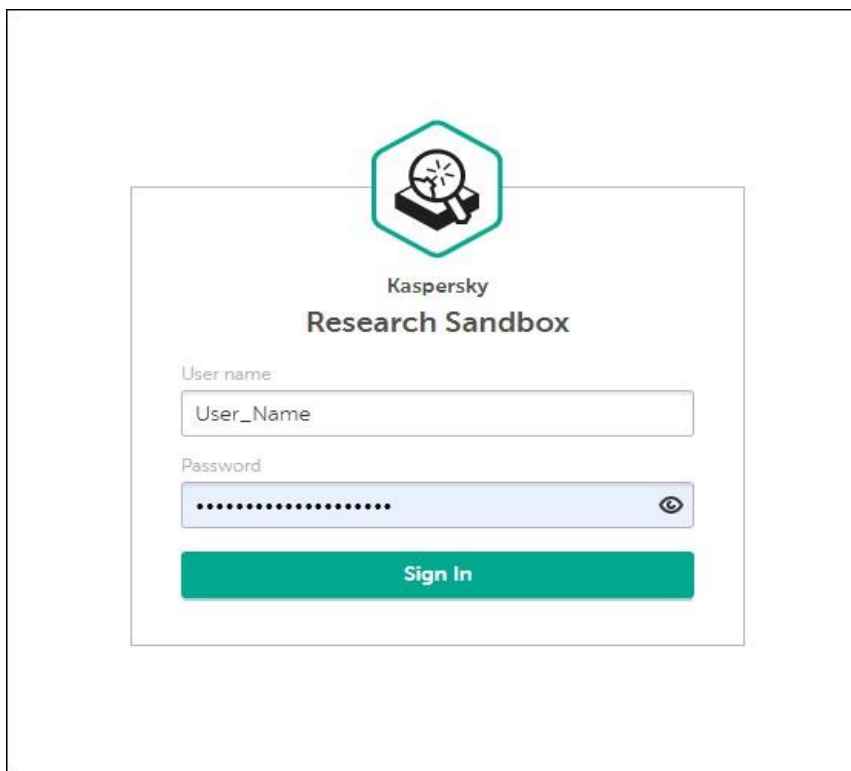 Kaspersky
Research Sandbox
User name
User_Name
Password
••••••••••••••••••••
Sign In